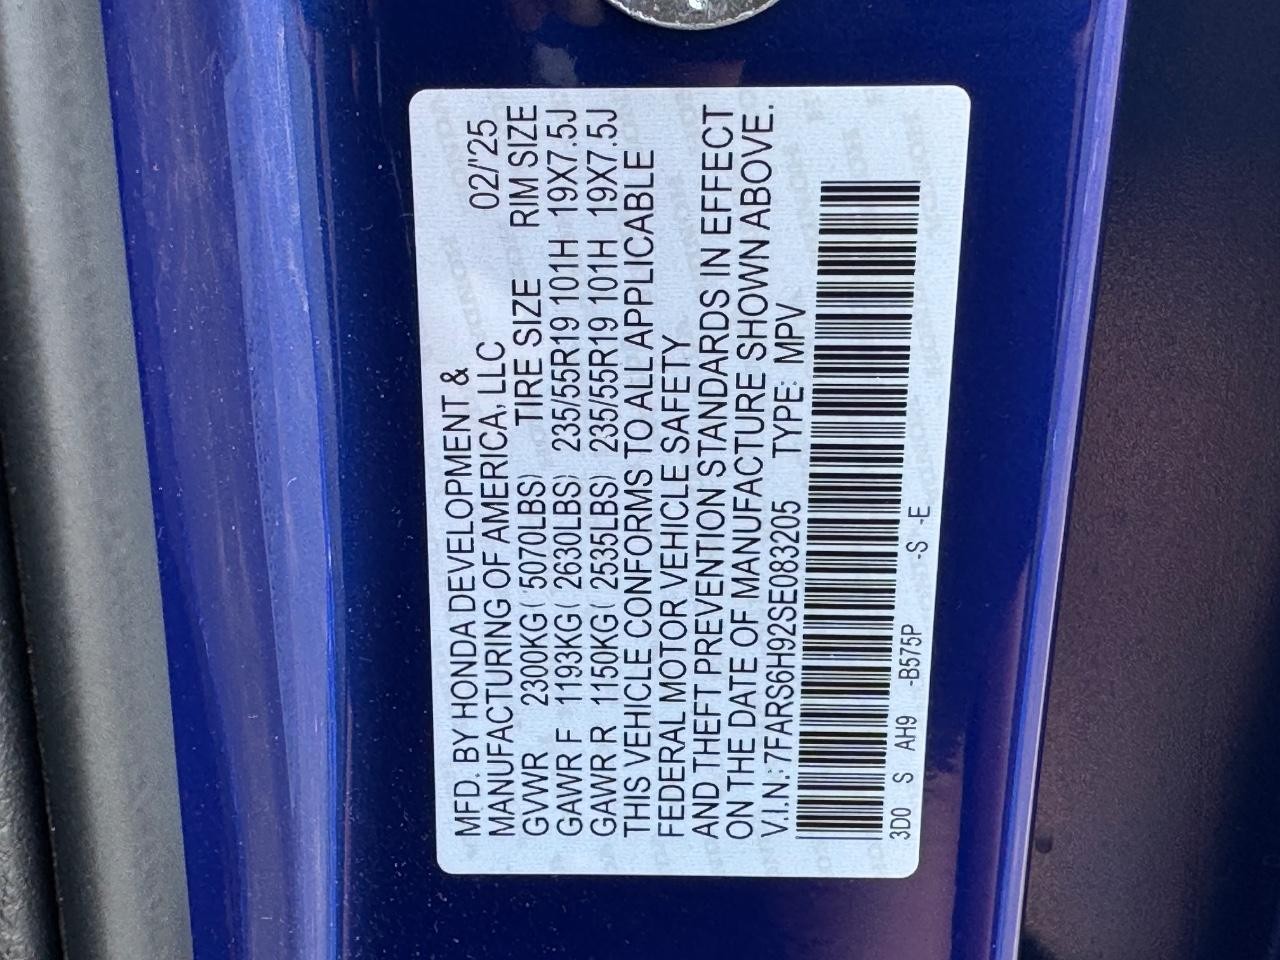 MFD. BY HONDA DEVELOPMENT &
MANUFACTURING OF AMERICA, LLC 02/'25
GVWR 2300KG( 5070LBS) TIRE SIZE RIM SIZE
GAWR F 1193KG( 2630LBS) 235/55R19 101H 19X7.5J
GAWR R 1150KG( 2535LBS) 235/55R19 101H 19X7.5J
THIS VEHICLE CONFORMS TO ALL APPLICABLE
FEDERAL MOTOR VEHICLE SAFETY
AND THEFT PREVENTION STANDARDS IN EFFECT
ON THE DATE OF MANUFACTURE SHOWN ABOVE.
V.I.N.: 7FARS6H92SE083205 TYPE: MPV
3D0 S AH9 -B575P -S -E